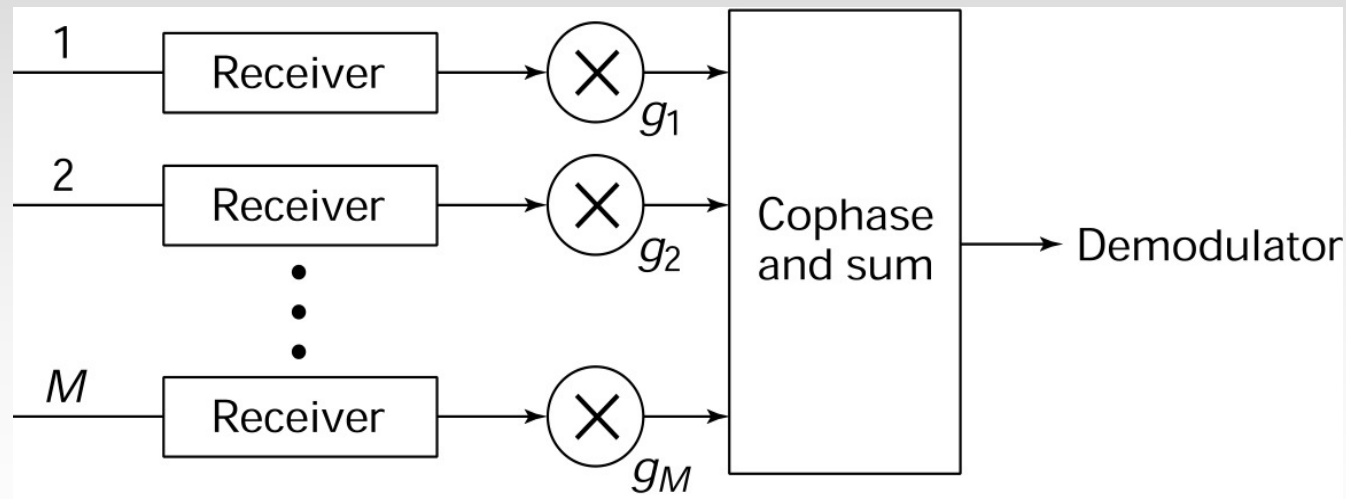 1
Receiver
g1
2
Receiver
g2
Cophase
and sum
Demodulator
M
Receiver
gM